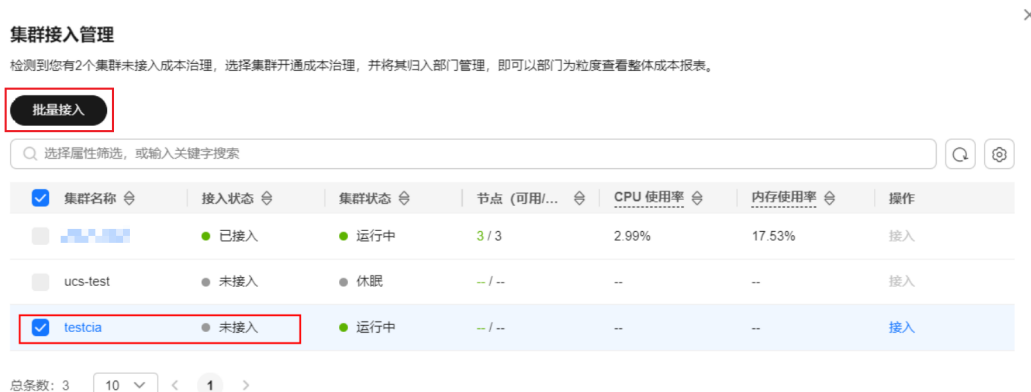 集群接入管理
检测到您有2个集群未接入成本治理，选择集群开通成本治理，并将其归入部门管理，即可以部门为粒度查看整体成本报表。
批量接入
选择属性筛选，或输入关键字搜索
集群名称 接入状态 集群状态 节点（可用/... CPU 使用率 内存使用率 操作
已接入 运行中 3 / 3 2.99% 17.53% 接入
ucs-test 未接入 休眠 -- / -- -- -- 接入
testcia 未接入 运行中 -- / -- -- -- 接入
总条数：3 10 1